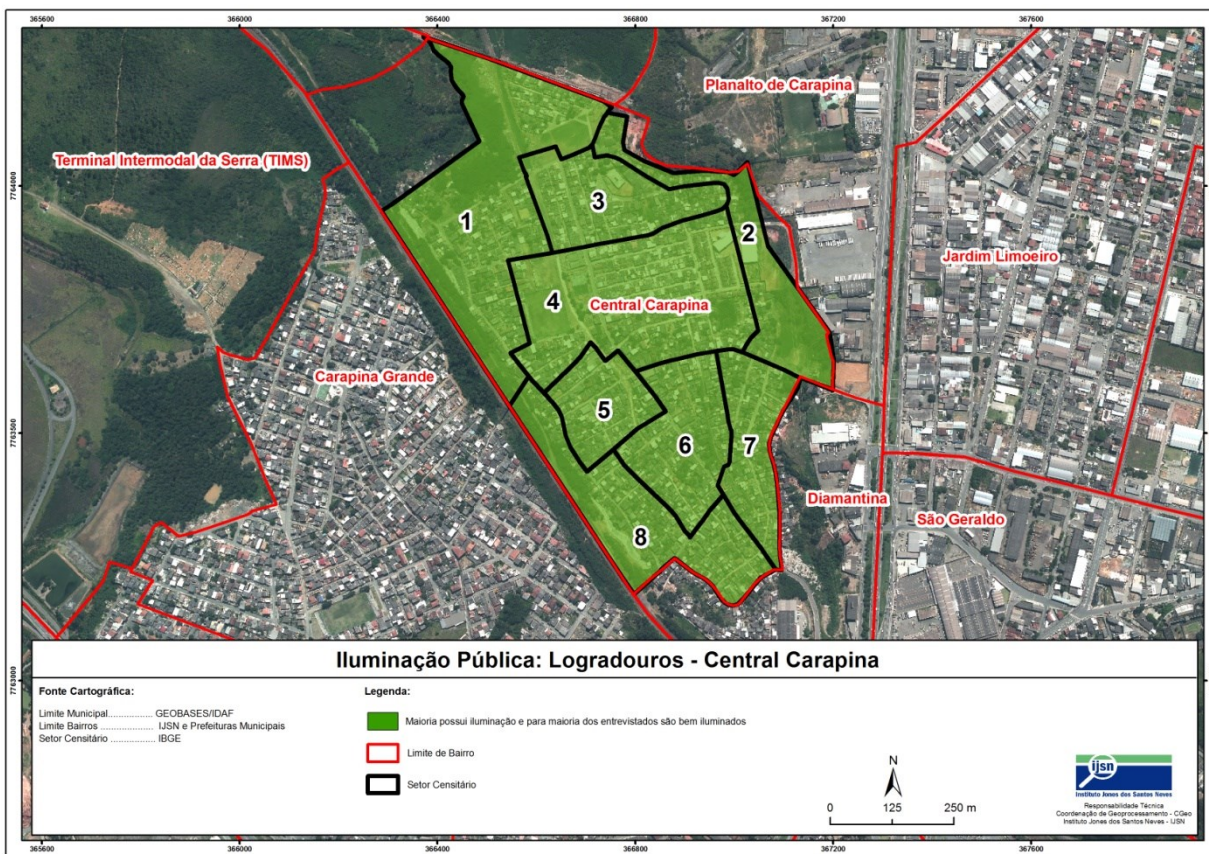 365600 366000 366400 366800 367200 367600
Planalto de Carapina
Terminal Intermodal da Serra (TIMS)
7764000
1
3
2
Jardim Limoeiro
4
Central Carapina
Carapina Grande
5
7763500
6
7
Diamantina
São Geraldo
8
Iluminação Pública: Logradouros - Central Carapina
7763000
Fonte Cartográfica:
Limite Municipal................ GEOBASES/IDAF
Limite Bairros .................. IJSN e Prefeituras Municipais
Setor Censitário ................ IBGE
Legenda:
Maioria possui iluminação e para maioria dos entrevistados são bem iluminados
Limite de Bairro
Setor Censitário
N
0 125 250 m
ijsn
Instituto Jones dos Santos Neves
Responsabilidade Técnica
Coordenação de Geoprocessamento - CGeo
Instituto Jones dos Santos Neves - IJSN
365600 366000 366400 366800 367200 367600